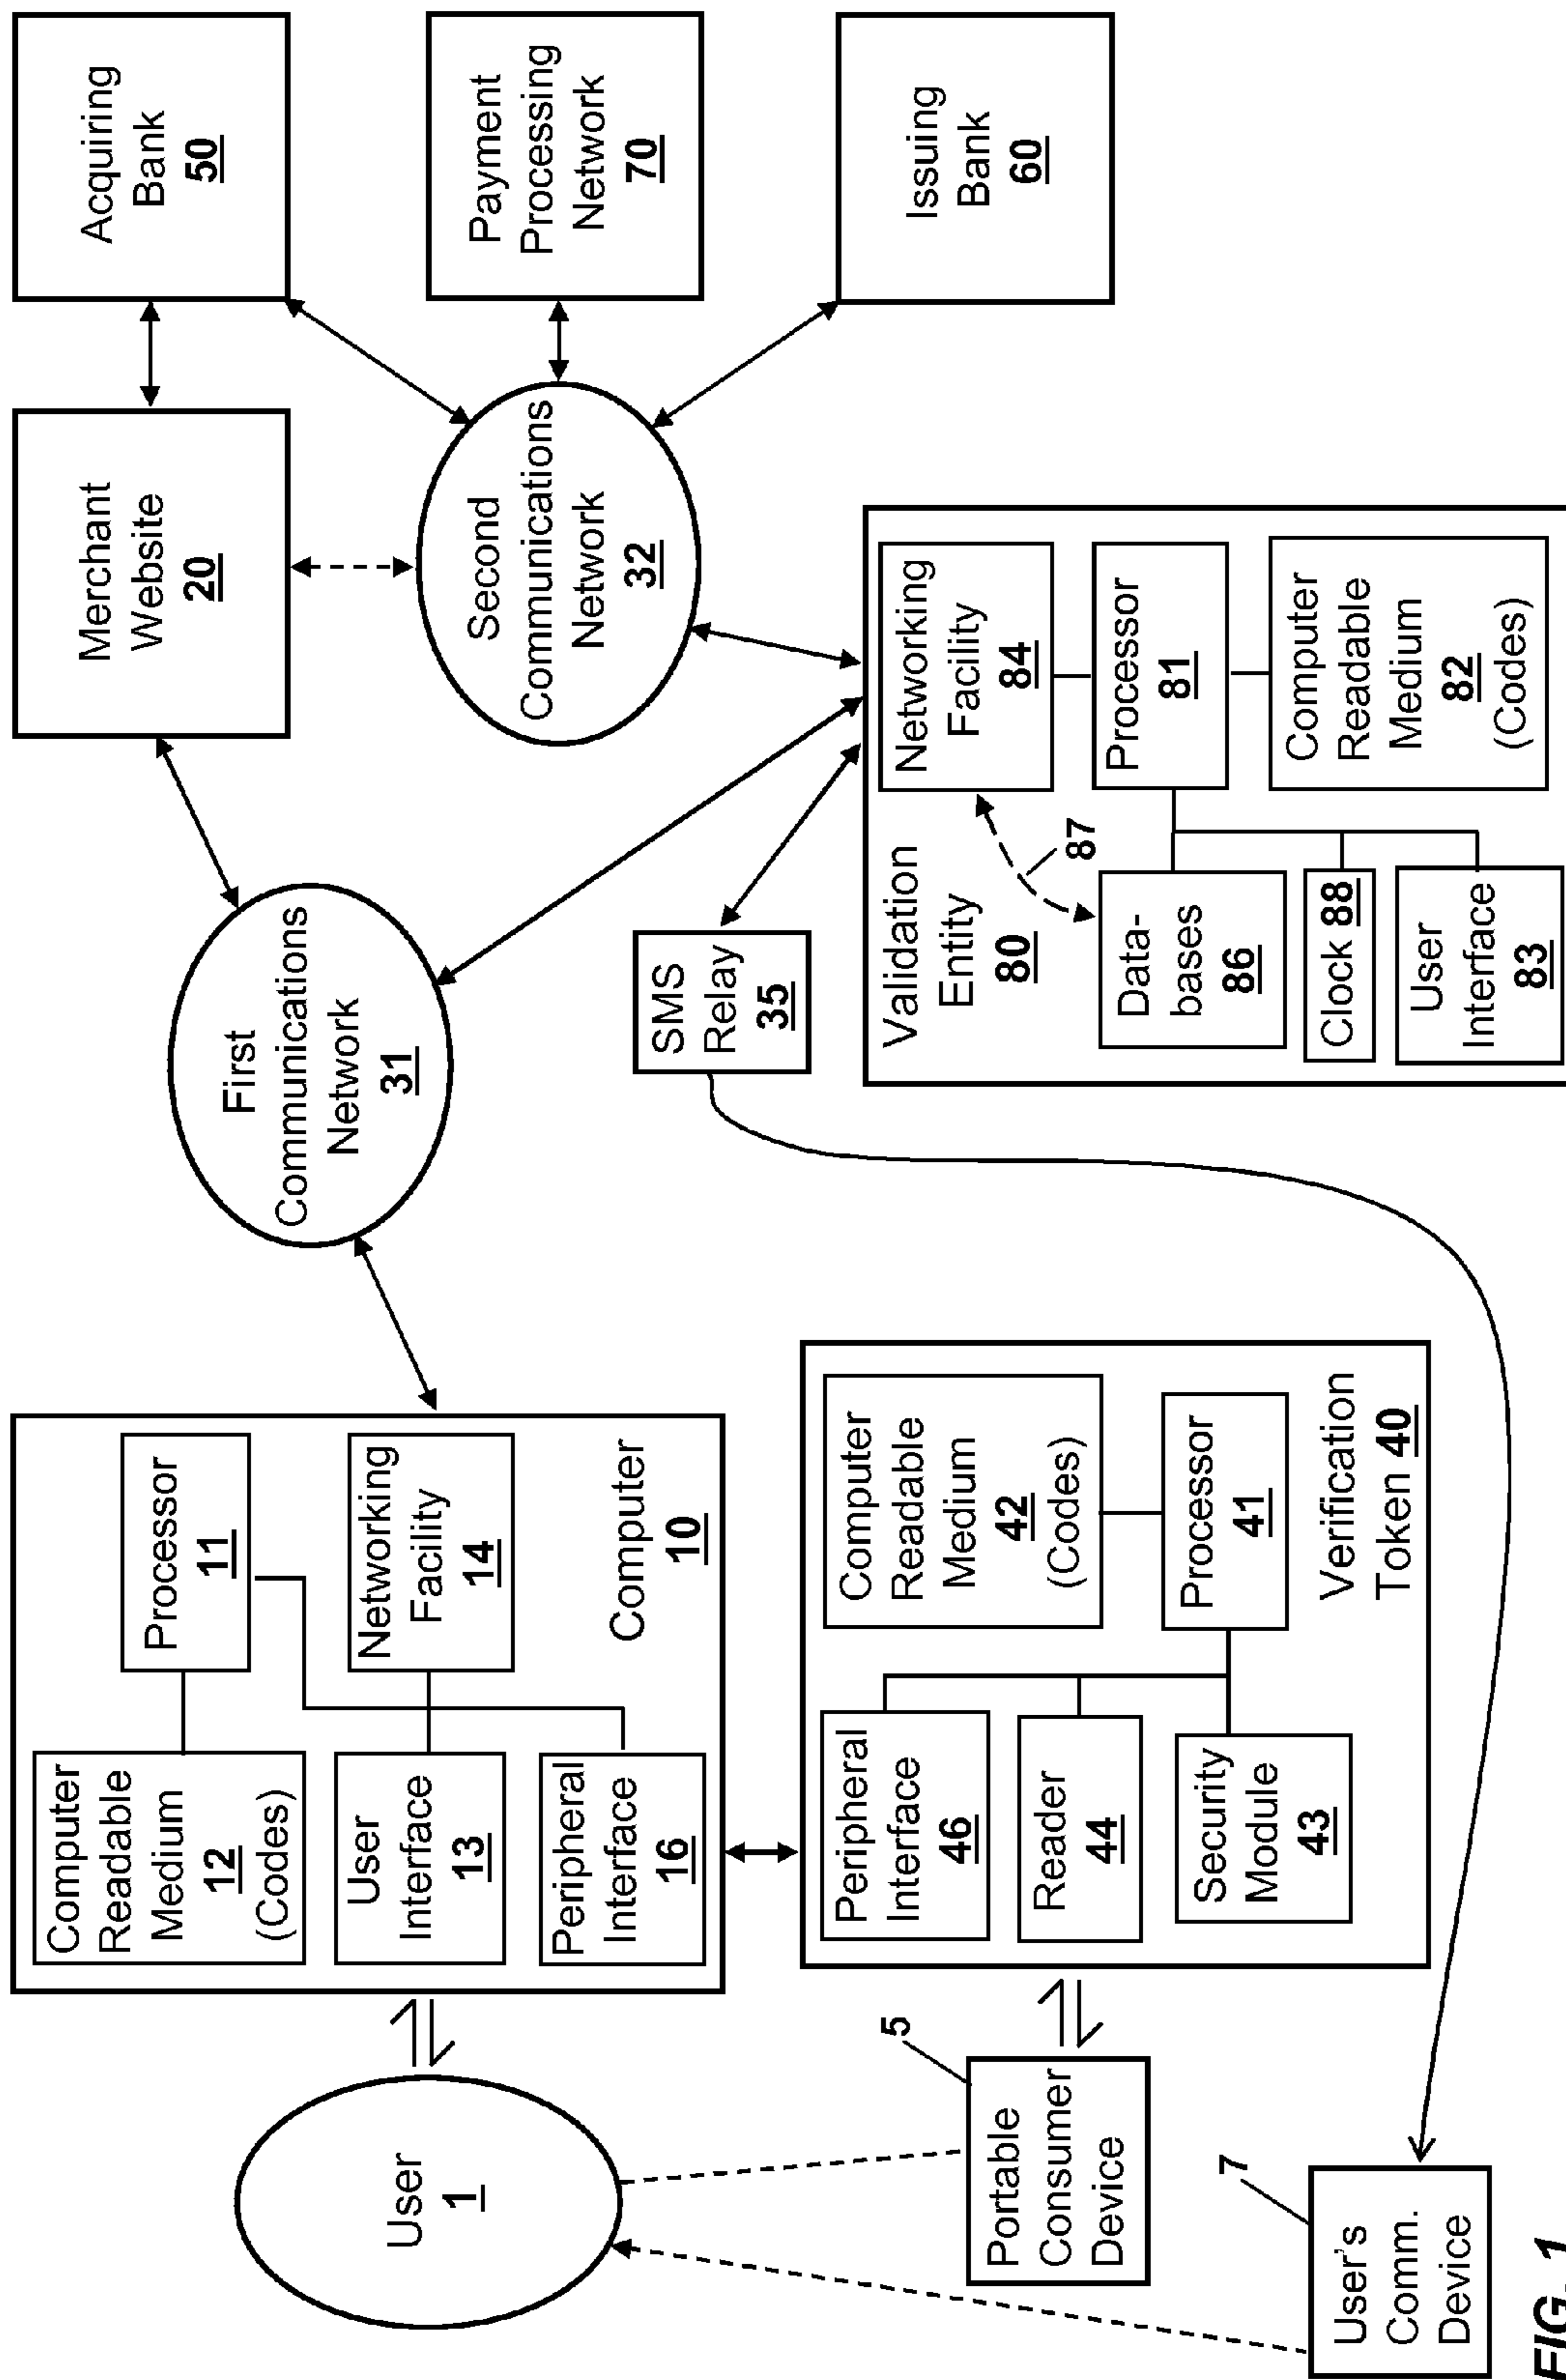 User
1
Computer
Readable
Medium
12
(Codes)
Processor
11
User
Interface
13
Networking
Facility
14
Peripheral
Interface
16
Computer
10
First
Communications
Network
31
Merchant
Website
20
Acquiring
Bank
50
Second
Communications
Network
32
Payment
Processing
Network
70
Issuing
Bank
60
SMS
Relay
35
Portable
Consumer
Device
5
Peripheral
Interface
46
Reader
44
Security
Module
43
Computer
Readable
Medium
42
(Codes)
Processor
41
Verification
Token 40
Validation
Entity
80
Networking
Facility
84
87
Data-
bases
86
Processor
81
Clock 88
User
Interface
83
Computer
Readable
Medium
82
(Codes)
User's
Comm.
Device
7
FIG. 1